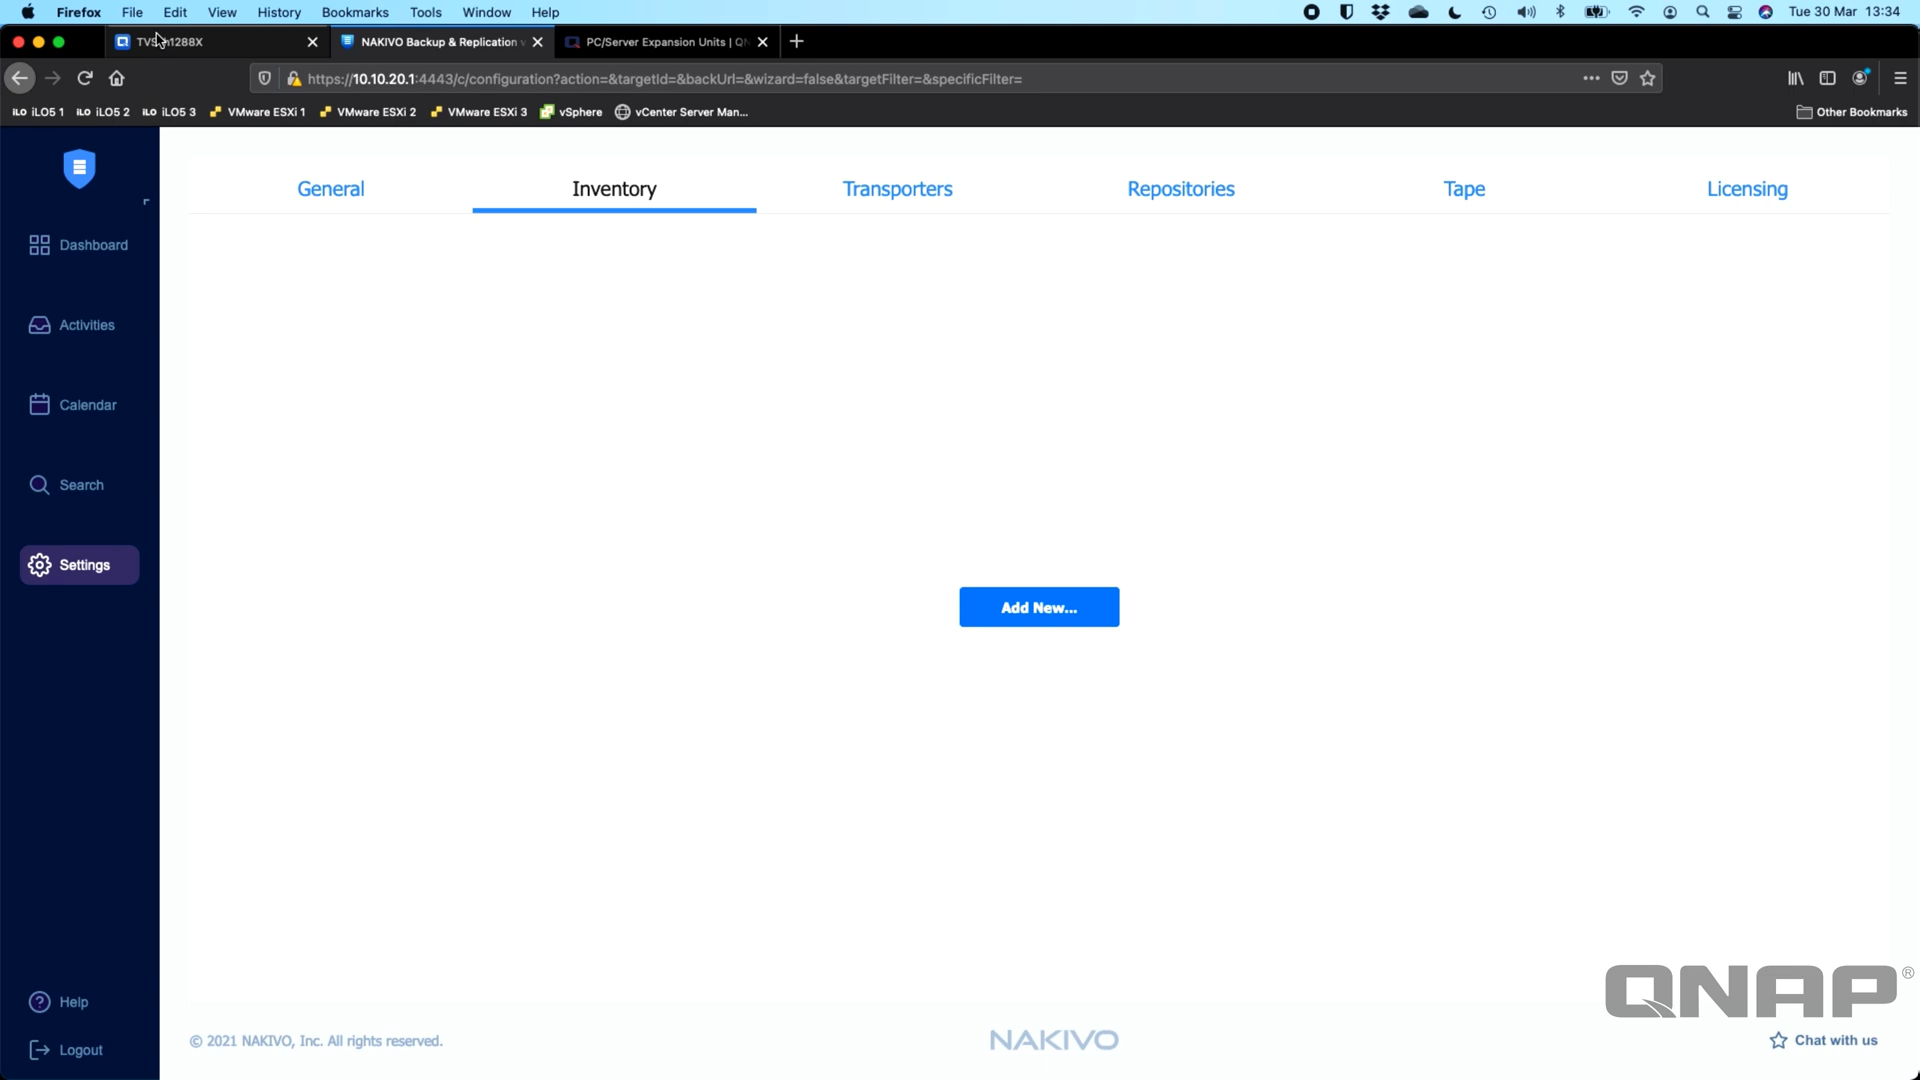 Firefox File Edit View History Bookmarks Tools Window Help Tue 30 Mar 13:34
NAKIVO Backup & Replication PC/Server Expansion Units |
https://10.10.20.1:4443/c/configuration?action=&targetId=&backUrl=&wizard=false&targetFilter=&specificFilter=
iLO iLO5 1 iLO iLO5 2 iLO iLO5 3 VMware ESXi 1 VMware ESXi 2 VMware ESXi 3 vSphere vCenter Server Man... Other Bookmarks
General Inventory Transporters Repositories Tape Licensing
Dashboard
Activities
Calendar
Search
Settings
Add New...
QNAP®
Help
© 2021 NAKIVO, Inc. All rights reserved. NAKIVO Chat with us
Logout